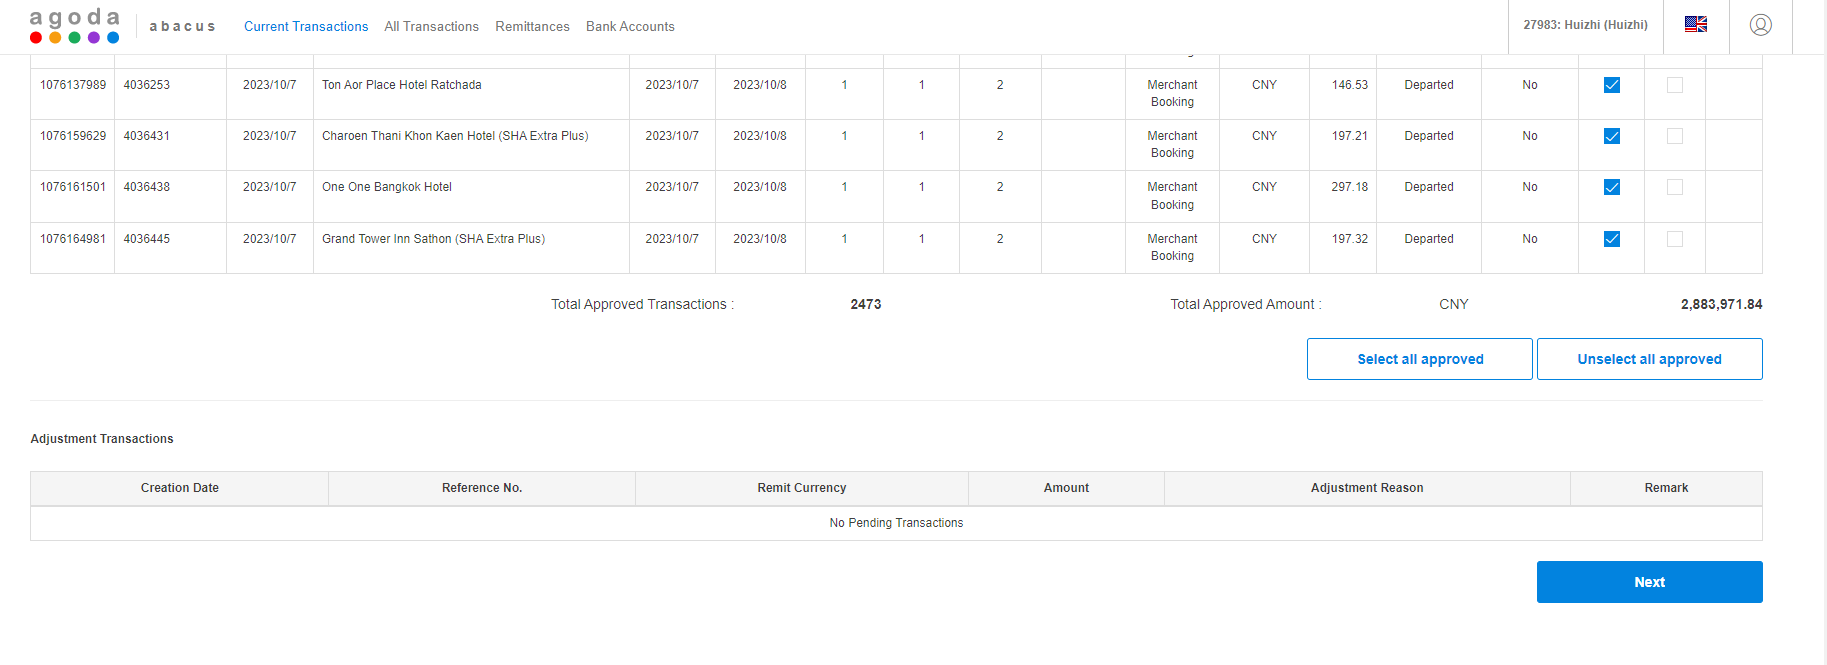 agoda
abacus
Current Transactions All Transactions Remittances Bank Accounts 27983: Huizhi (Huizhi)
1076137989 4036253 2023/10/7 Ton Aor Place Hotel Ratchada 2023/10/7 2023/10/8 1 1 2 Merchant Booking CNY 146.53 Departed No
1076159629 4036431 2023/10/7 Charoen Thani Khon Kaen Hotel (SHA Extra Plus) 2023/10/7 2023/10/8 1 1 2 Merchant Booking CNY 197.21 Departed No
1076161501 4036438 2023/10/7 One One Bangkok Hotel 2023/10/7 2023/10/8 1 1 2 Merchant Booking CNY 297.18 Departed No
1076164981 4036445 2023/10/7 Grand Tower Inn Sathon (SHA Extra Plus) 2023/10/7 2023/10/8 1 1 2 Merchant Booking CNY 197.32 Departed No
Total Approved Transactions : 2473 Total Approved Amount : CNY 2,883,971.84
Select all approved Unselect all approved
Adjustment Transactions
Creation Date Reference No. Remit Currency Amount Adjustment Reason Remark
No Pending Transactions
Next